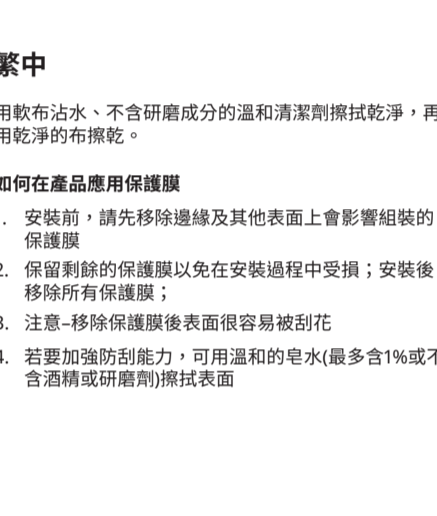 繁中
用軟布沾水、不含研磨成分的溫和清潔劑擦拭乾淨，再
用乾淨的布擦乾。
如何在產品應用保護膜
1. 安裝前，請先移除邊緣及其他表面上會影響組裝的
保護膜
2. 保留剩餘的保護膜以免在安裝過程中受損；安裝後
移除所有保護膜；
3. 注意–移除保護膜後表面很容易被刮花
4. 若要加強防刮能力，可用溫和的皂水(最多含1%或不
含酒精或研磨劑)擦拭表面